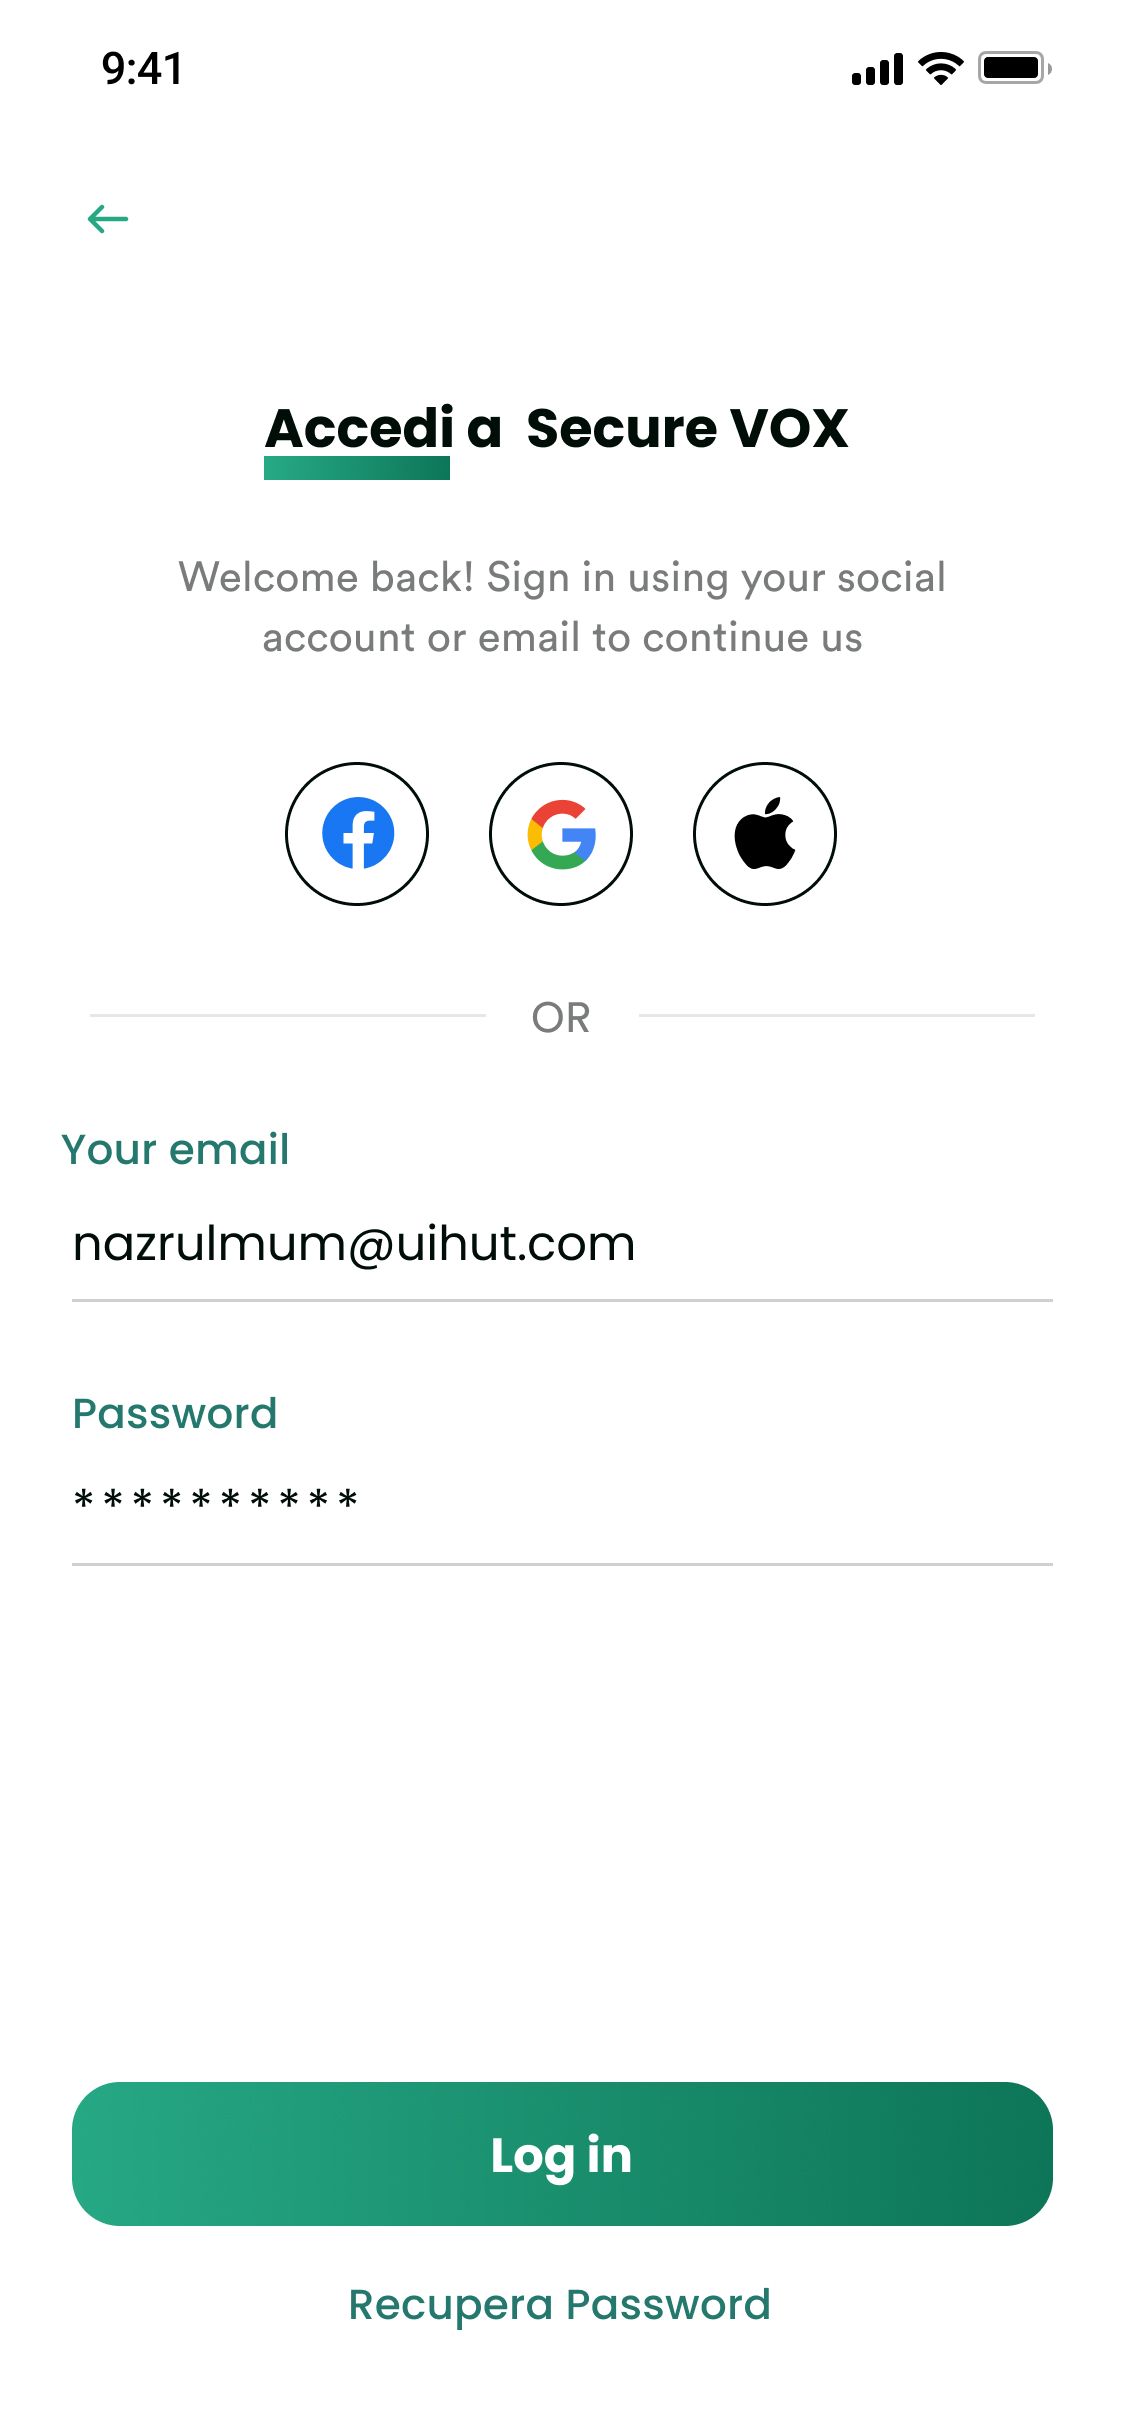 9:41
Accedi a  Secure VOX
Welcome back! Sign in using your social
account or email to continue us
OR
Your email
nazrulmum@uihut.com
Password
**********
Log in
Recupera Password